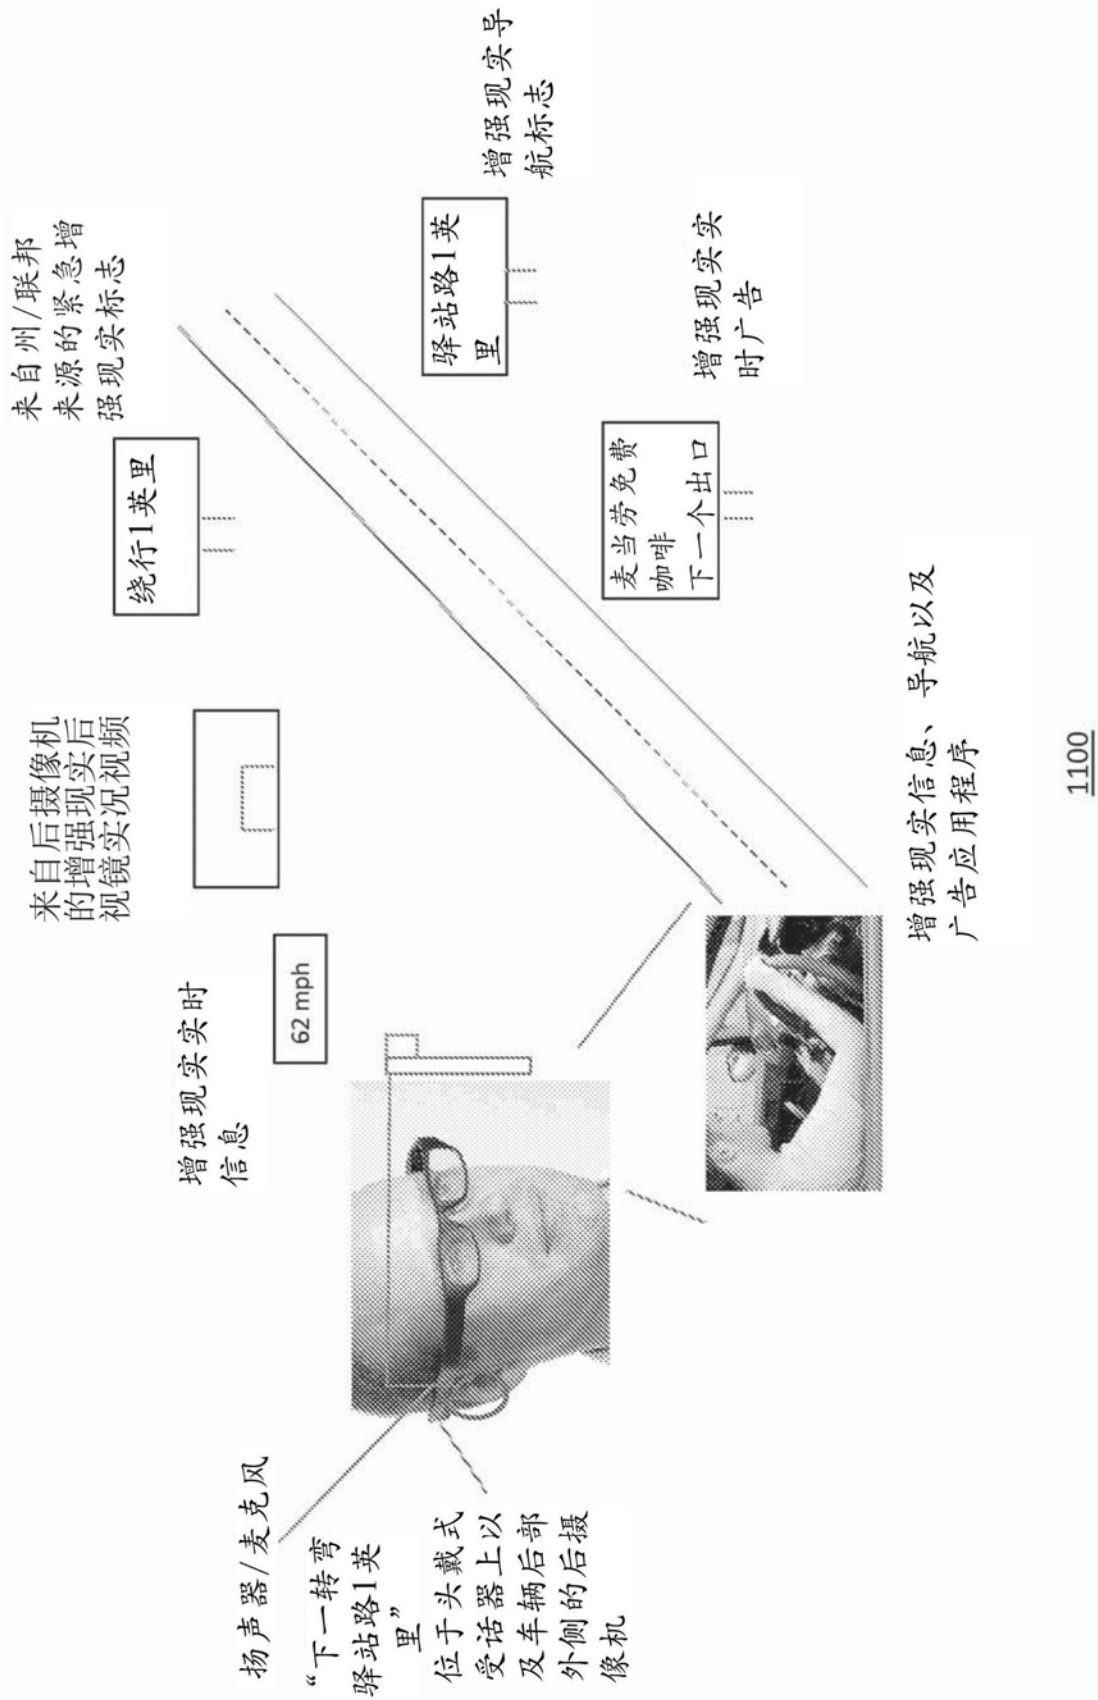 扬声器/麦克风
“下一转弯
驿站路1英
里”
位于头戴式
受话器上以
及车辆后部
外侧的后摄
像机
增强现实实时
信息
62 mph
来自后摄像机
的增强现实后
视镜实况视频
来自州/联邦
来源的紧急增
强现实标志
绕行1英里
驿站路1英
里
增强现实导
航标志
麦当劳免费
咖啡
下一个出口
增强现实实
时广告
增强现实信息、导航以及
广告应用程序
1100